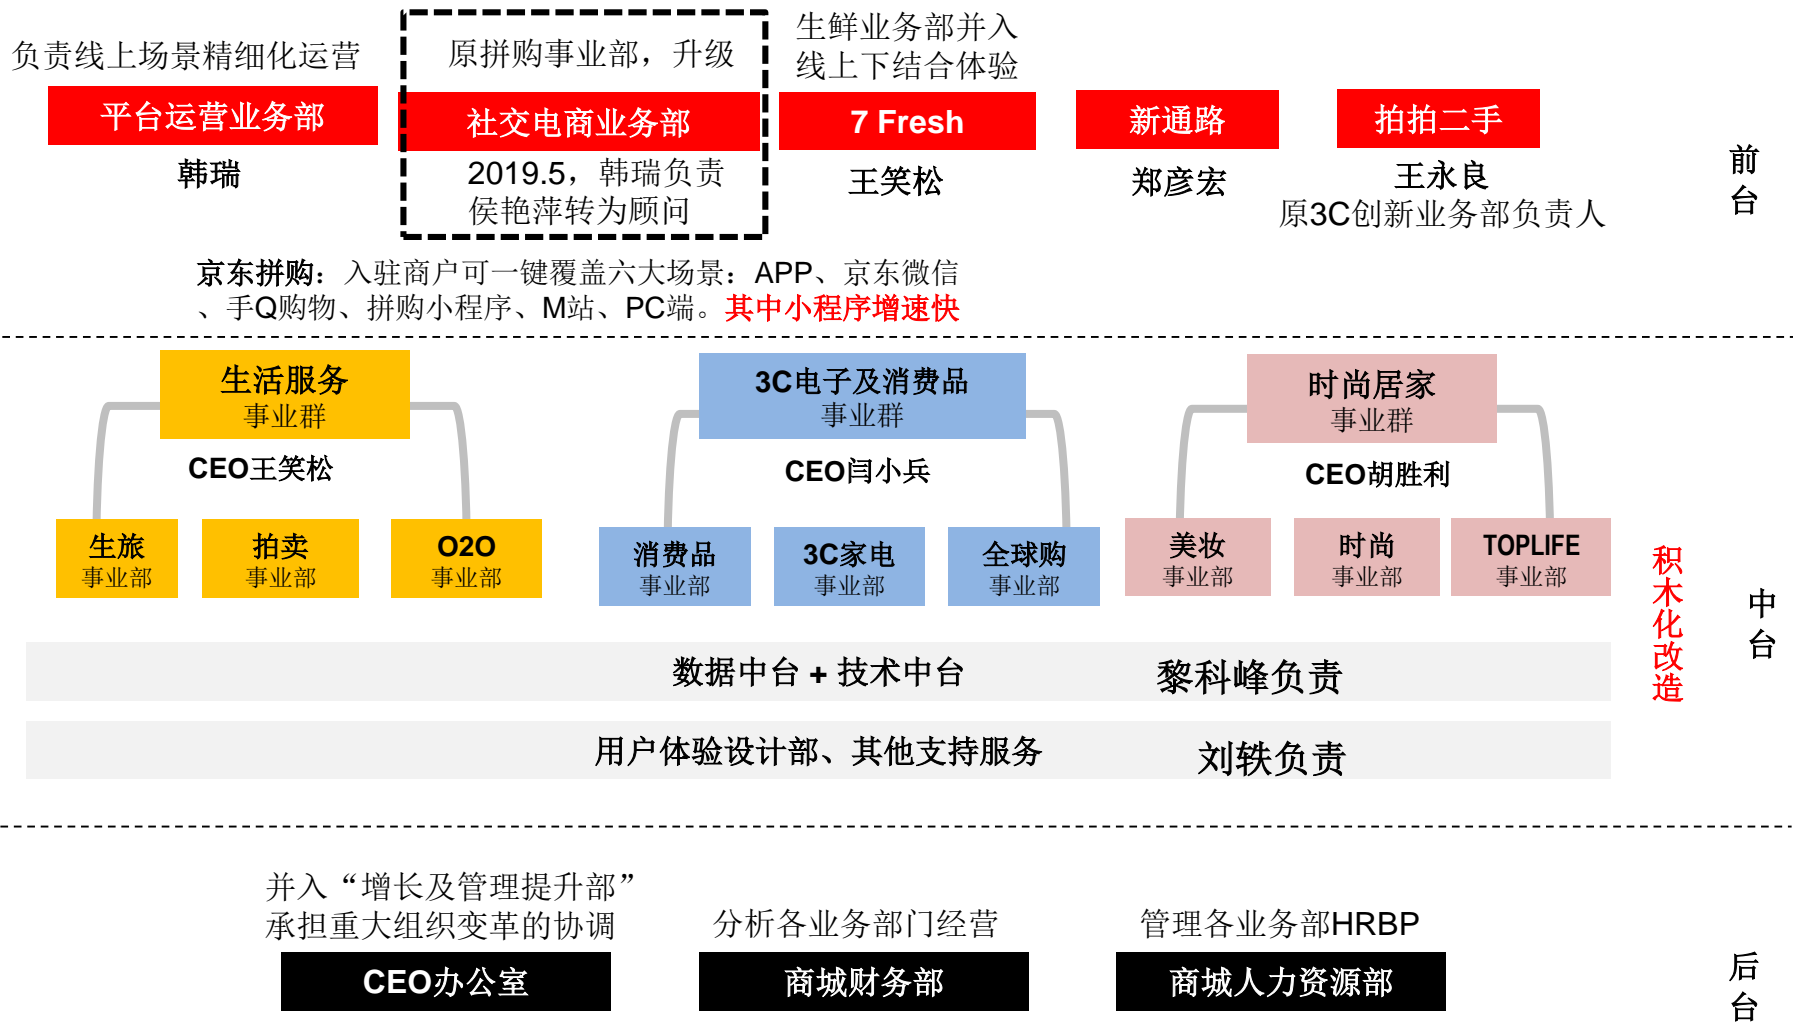 负责线上场景精细化运营
平台运营业务部
韩瑞
原拼购事业部，升级
社交电商业务部
2019.5，韩瑞负责
侯艳萍转为顾问
生鲜业务部并入
线上下结合体验
7 Fresh
王笑松
新通路
郑彦宏
拍拍二手
王永良
原3C创新业务部负责人
前
台
京东拼购：入驻商户可一键覆盖六大场景：APP、京东微信
、手Q购物、拼购小程序、M站、PC端。其中小程序增速快
生活服务
事业群
CEO王笑松
生旅
事业部
拍卖
事业部
O2O
事业部
3C电子及消费品
事业群
CEO闫小兵
消费品
事业部
3C家电
事业部
全球购
事业部
时尚居家
事业群
CEO胡胜利
美妆
事业部
时尚
事业部
TOPLIFE
事业部
数据中台 + 技术中台
黎科峰负责
用户体验设计部、其他支持服务
刘轶负责
积
木
化
改
造
中
台
并入“增长及管理提升部”
承担重大组织变革的协调
CEO办公室
分析各业务部门经营
商城财务部
管理各业务部HRBP
商城人力资源部
后
台